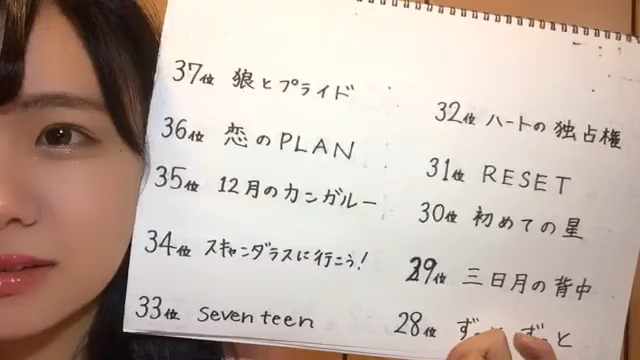 37位 狼とプライド
36位 恋のPLAN
35位 12月のカンガルー
34位 スキャンダラスに行こう!
33位 seventeen
32位 ハートの独占権
31位 RESET
30位 初めての星
29位 三日月の背中
28位 ず ず と